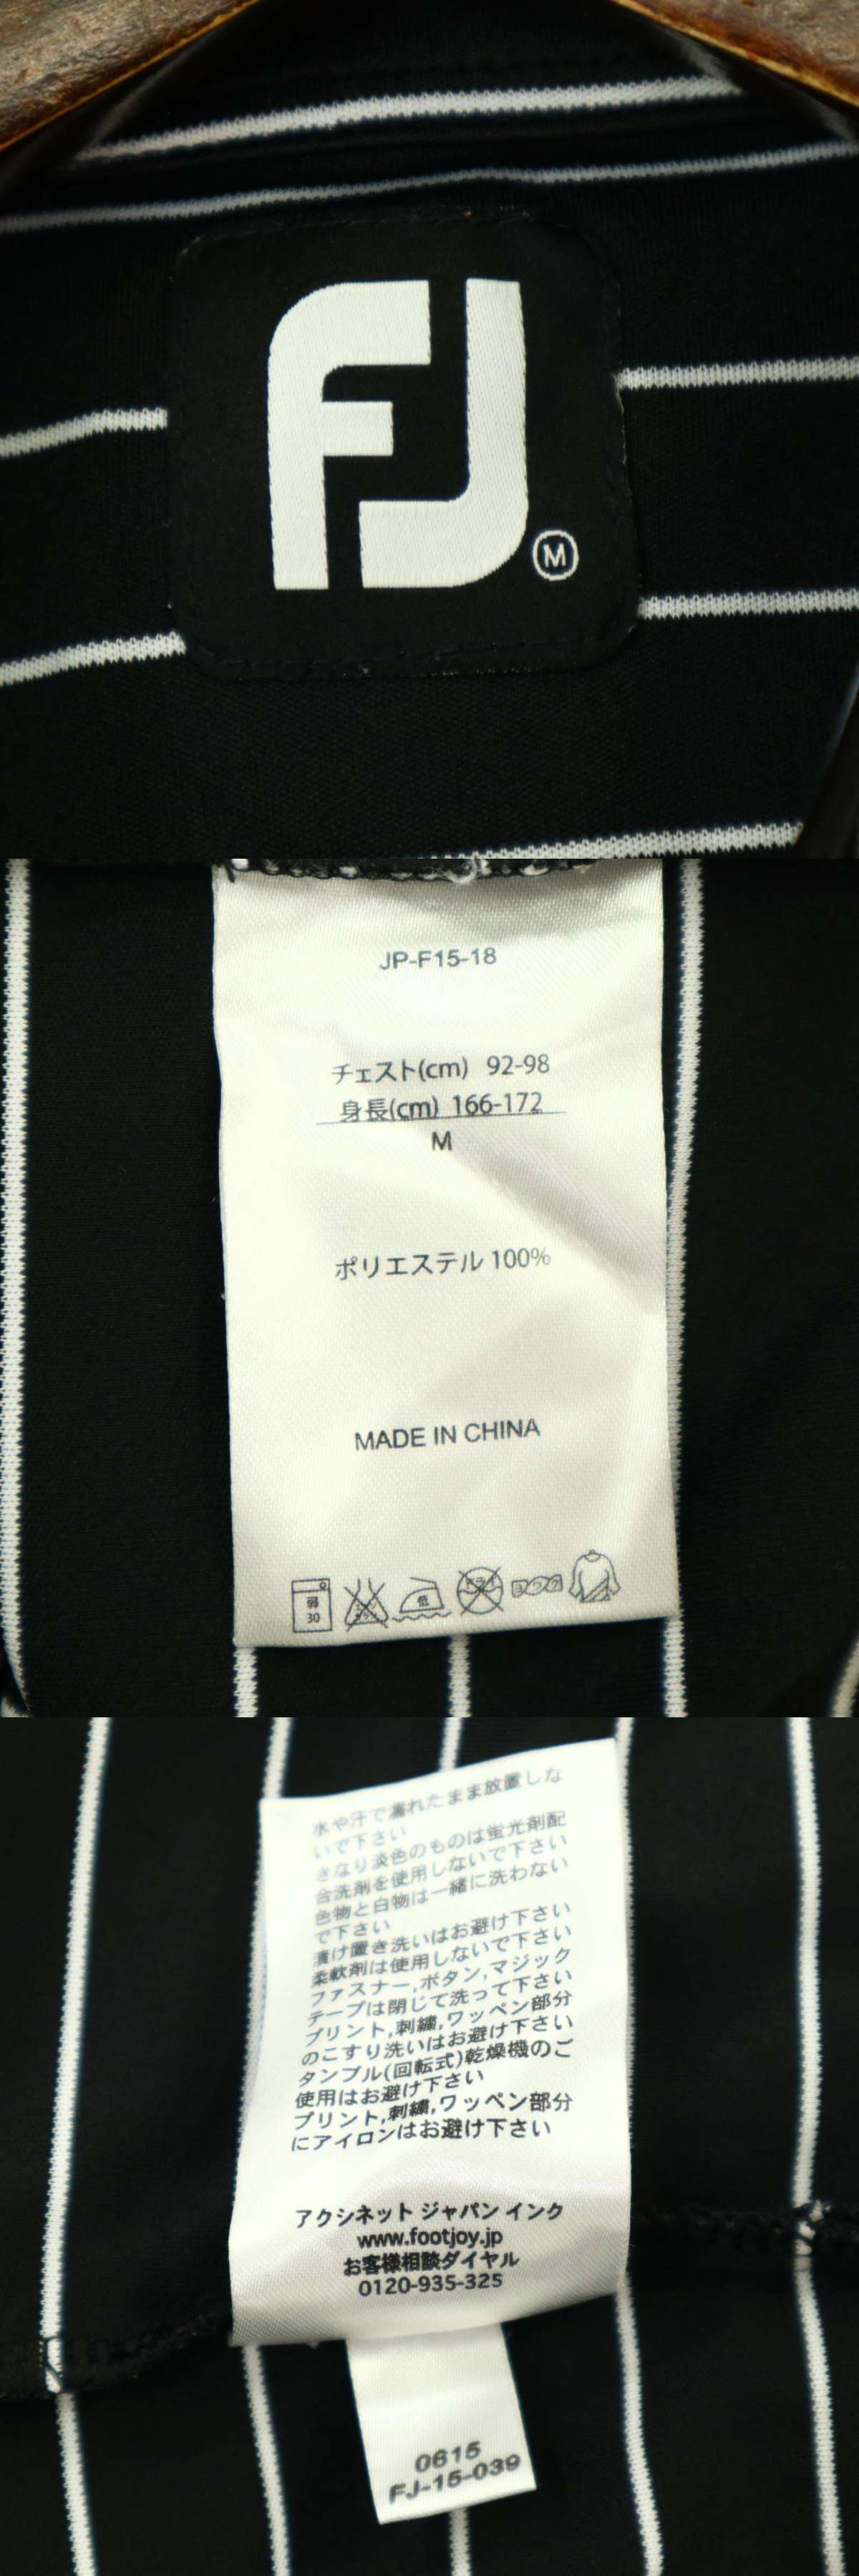 FJ
M
JP-F15-18
チェスト(cm) 92-98
身長(cm) 166-172
M
ポリエステル 100%
MADE IN CHINA
弱
30
エンソ
サラシ
低
ドライ
ヨワク
水や汗で濡れたまま放置しな
いで下さい
きなり淡色のものは蛍光剤配
合洗剤を使用しないで下さい
色物と白物は一緒に洗わない
で下さい
漬け置き洗いはお避け下さい
柔軟剤は使用しないで下さい
ファスナー,ボタン,マジック
テープは閉じて洗って下さい
プリント,刺繍,ワッペン部分
のこすり洗いはお避け下さい
タンブル(回転式)乾燥機のご
使用はお避け下さい
プリント,刺繍,ワッペン部分
にアイロンはお避け下さい
アクシネット ジャパン インク
www.footjoy.jp
お客様相談ダイヤル
0120-935-325
0615
FJ-15-039